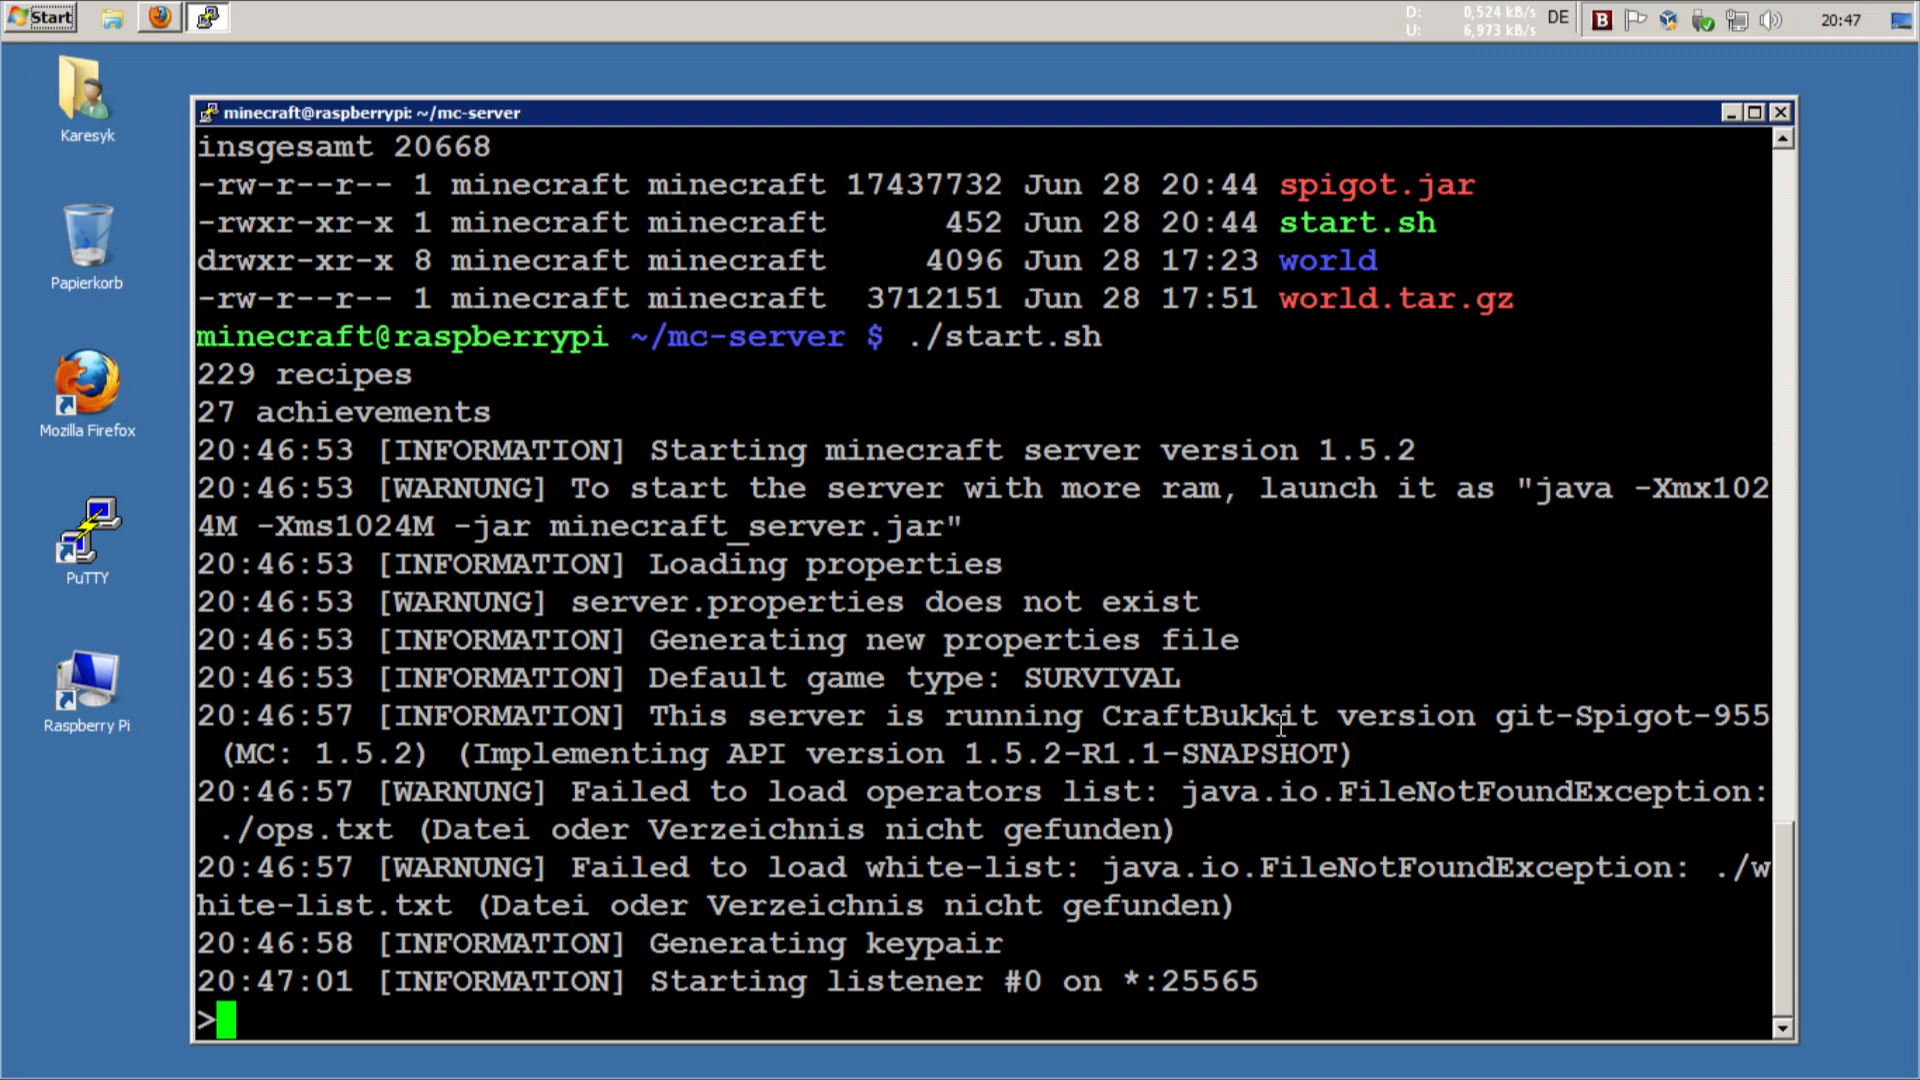 Start
D: 0,524 kB/s
U: 6,973 kB/s
DE
20:47
Karesyk
Papierkorb
Mozilla Firefox
PuTTY
Raspberry Pi
minecraft@raspberrypi: ~/mc-server
insgesamt 20668
-rw-r--r-- 1 minecraft minecraft 17437732 Jun 28 20:44 spigot.jar
-rwxr-xr-x 1 minecraft minecraft      452 Jun 28 20:44 start.sh
drwxr-xr-x 8 minecraft minecraft     4096 Jun 28 17:23 world
-rw-r--r-- 1 minecraft minecraft  3712151 Jun 28 17:51 world.tar.gz
minecraft@raspberrypi ~/mc-server $ ./start.sh
229 recipes
27 achievements
20:46:53 [INFORMATION] Starting minecraft server version 1.5.2
20:46:53 [WARNUNG] To start the server with more ram, launch it as "java -Xmx102
4M -Xms1024M -jar minecraft_server.jar"
20:46:53 [INFORMATION] Loading properties
20:46:53 [WARNUNG] server.properties does not exist
20:46:53 [INFORMATION] Generating new properties file
20:46:53 [INFORMATION] Default game type: SURVIVAL
20:46:57 [INFORMATION] This server is running CraftBukkit version git-Spigot-955
(MC: 1.5.2) (Implementing API version 1.5.2-R1.1-SNAPSHOT)
20:46:57 [WARNUNG] Failed to load operators list: java.io.FileNotFoundException:
./ops.txt (Datei oder Verzeichnis nicht gefunden)
20:46:57 [WARNUNG] Failed to load white-list: java.io.FileNotFoundException: ./w
hite-list.txt (Datei oder Verzeichnis nicht gefunden)
20:46:58 [INFORMATION] Generating keypair
20:47:01 [INFORMATION] Starting listener #0 on *:25565
>